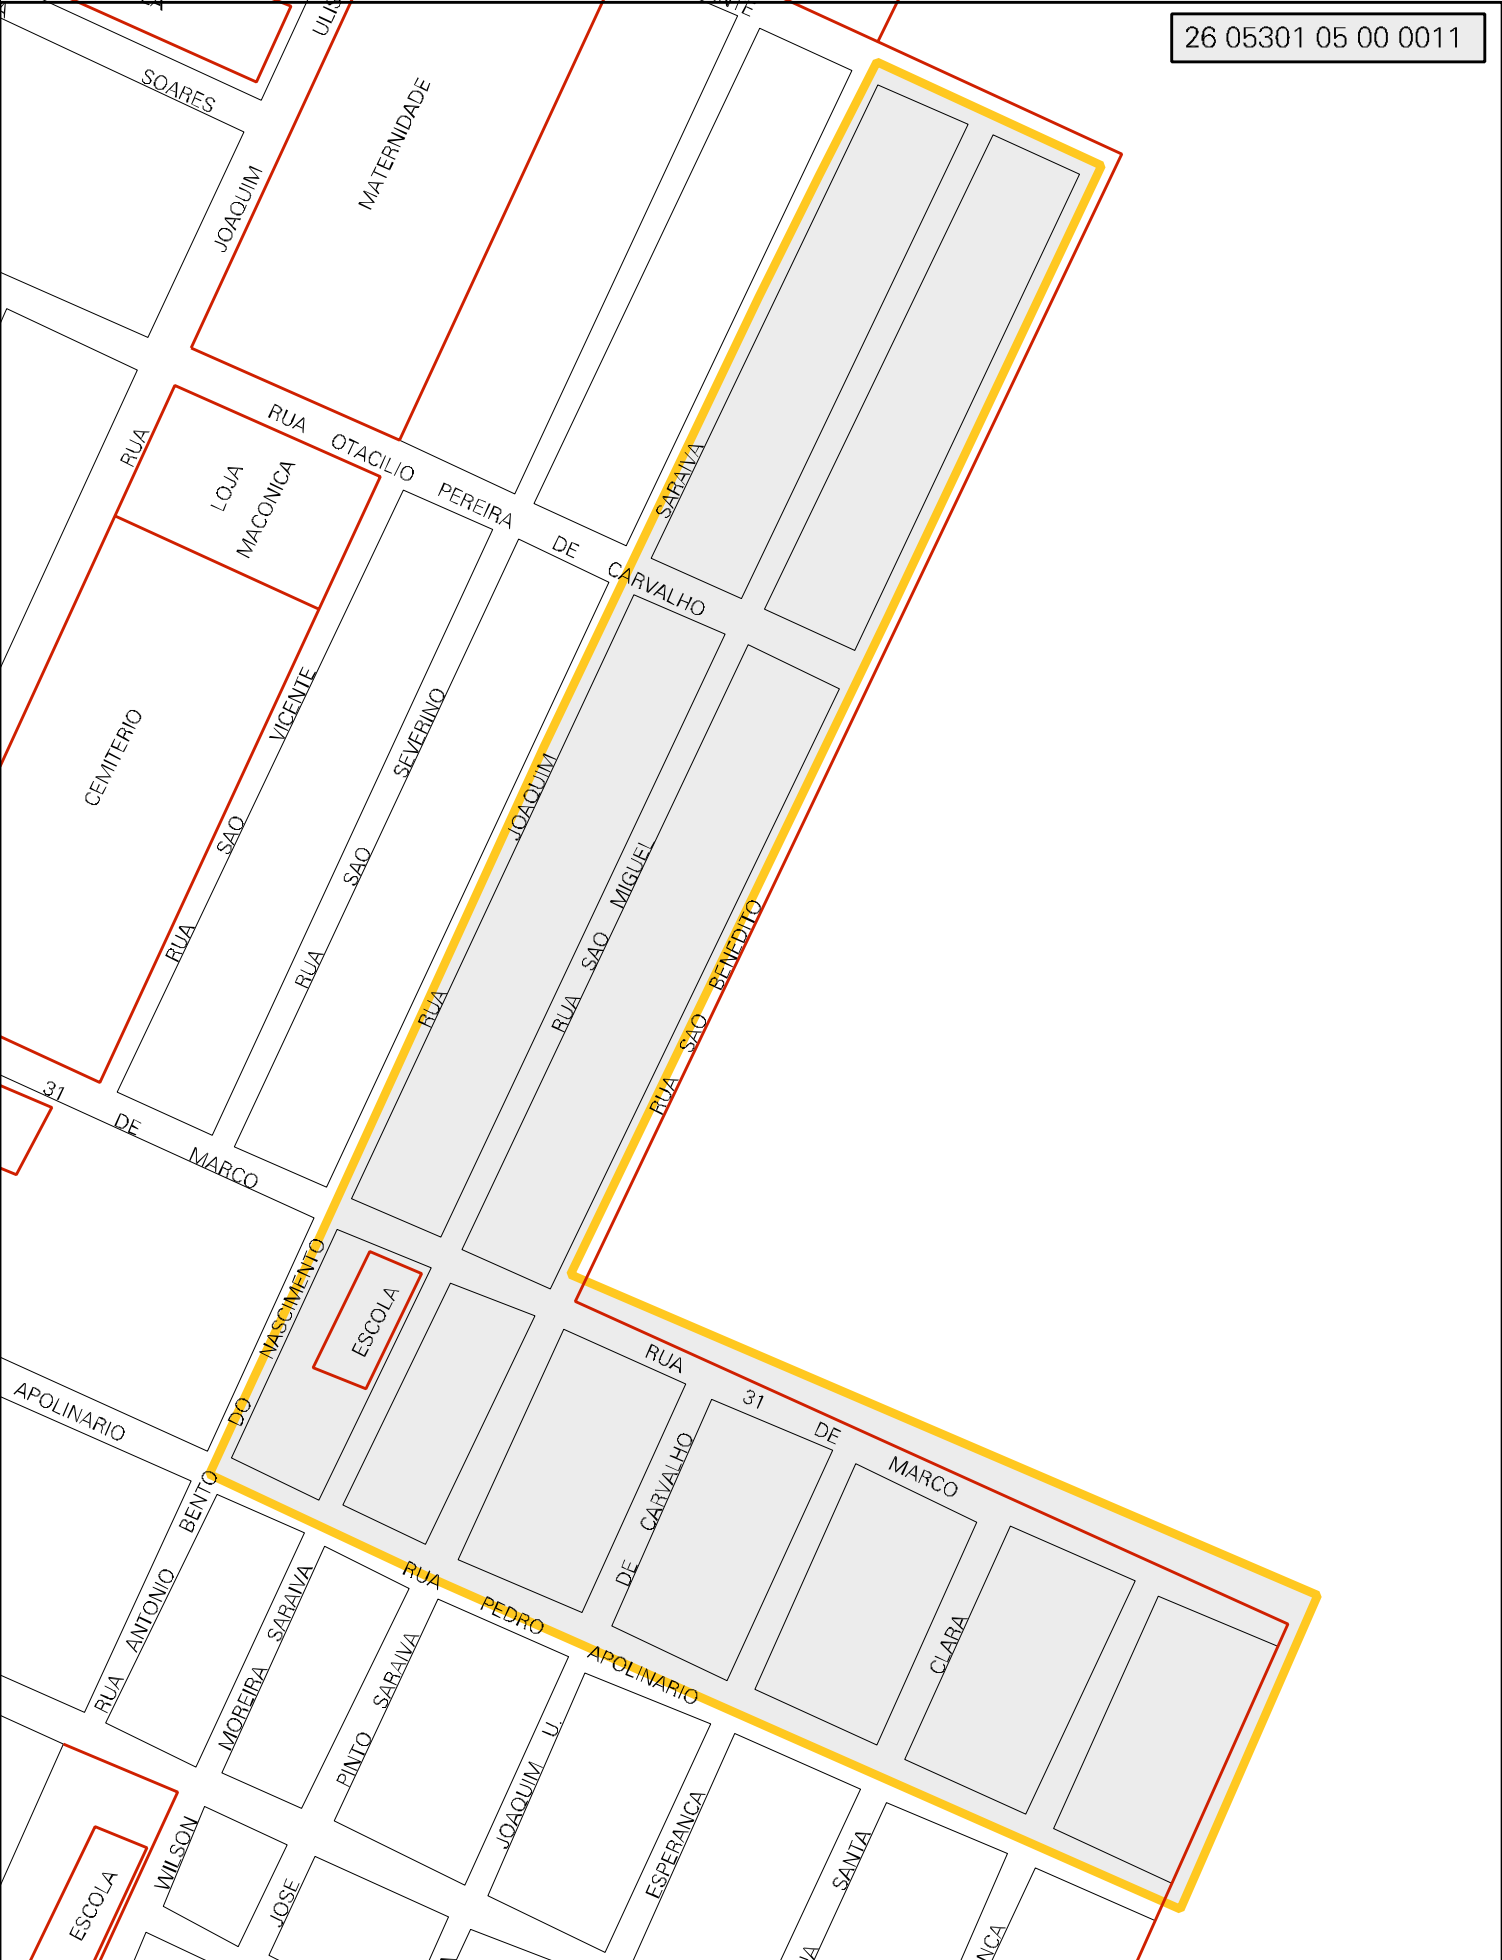 26 05301 05 00 0011
SOARES
JOAQUIM
MATERNIDADE
RUA
RUA OTACILIO PEREIRA DE CARVALHO
LOJA
MACONICA
CEMITERIO
RUA SAO VICENTE
RUA SAO SEVERINO
RUA JOAQUIM SARAIVA
RUA SAO MIGUEL
RUA SAO BENEDITO
31 DE MARCO
DO NASCIMENTO
ESCOLA
RUA 31 DE MARCO
APOLINARIO
RUA ANTONIO BENTO
RUA PEDRO APOLINARIO
DE CARVALHO
CLARA
MOREIRA SARAIVA
PINTO SARAIVA
JOAQUIM U.
ESPERANCA
SANTA
WILSON
JOSE
ESCOLA